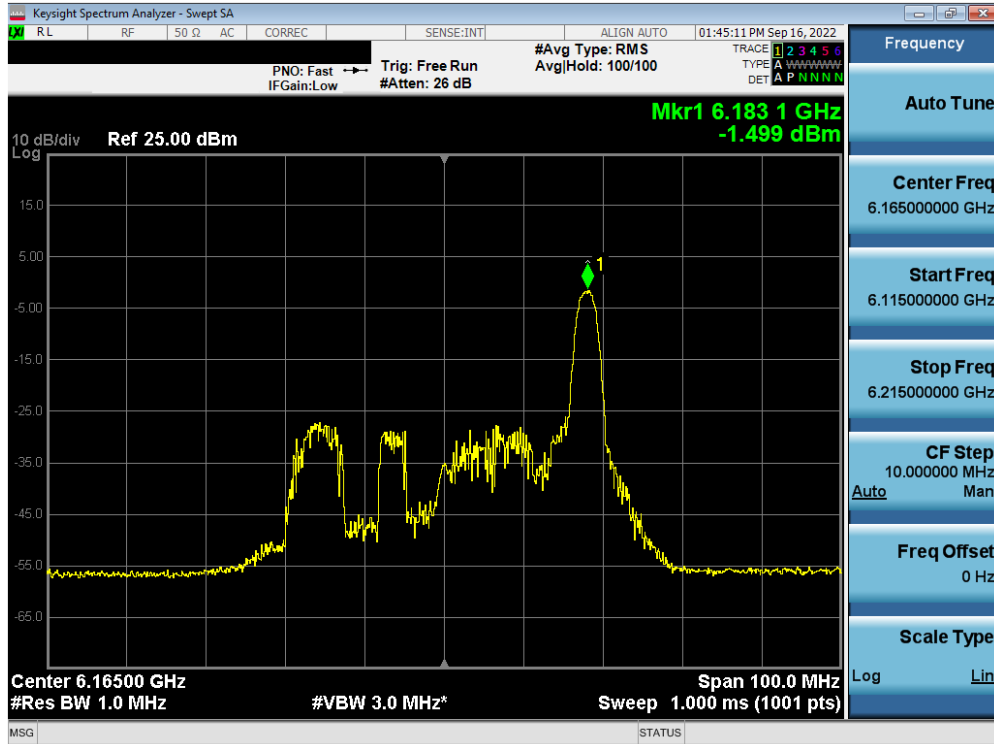 Keysight Spectrum Analyzer - Swept SA
LXI RL RF 50 Ω AC CORREC SENSE:INT ALIGN AUTO 01:45:11 PM Sep 16, 2022
PNO: Fast
IFGain:Low
Trig: Free Run
#Atten: 26 dB
#Avg Type: RMS
Avg|Hold: 100/100
TRACE 1 2 3 4 5 6
TYPE A WWWWW
DET A P N N N N
Mkr1 6.183 1 GHz
-1.499 dBm
10 dB/div Ref 25.00 dBm
Log
15.0
5.00
-5.00
-15.0
-25.0
-35.0
-45.0
-55.0
-65.0
1
Center 6.16500 GHz Span 100.0 MHz
#Res BW 1.0 MHz #VBW 3.0 MHz* Sweep 1.000 ms (1001 pts)
MSG STATUS
Frequency
Auto Tune
Center Freq
6.165000000 GHz
Start Freq
6.115000000 GHz
Stop Freq
6.215000000 GHz
CF Step
10.000000 MHz
Auto Man
Freq Offset
0 Hz
Scale Type
Log Lin